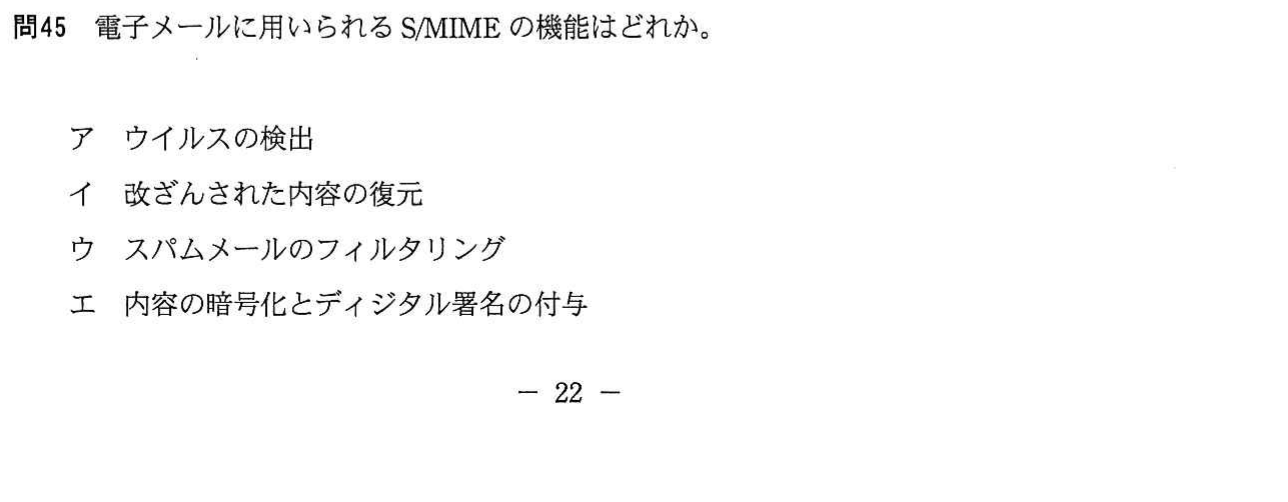 問45 電子メールに用いられる S/MIME の機能はどれか。
ア ウイルスの検出
イ 改ざんされた内容の復元
ウ スパムメールのフィルタリング
エ 内容の暗号化とディジタル署名の付与
－ 22 －